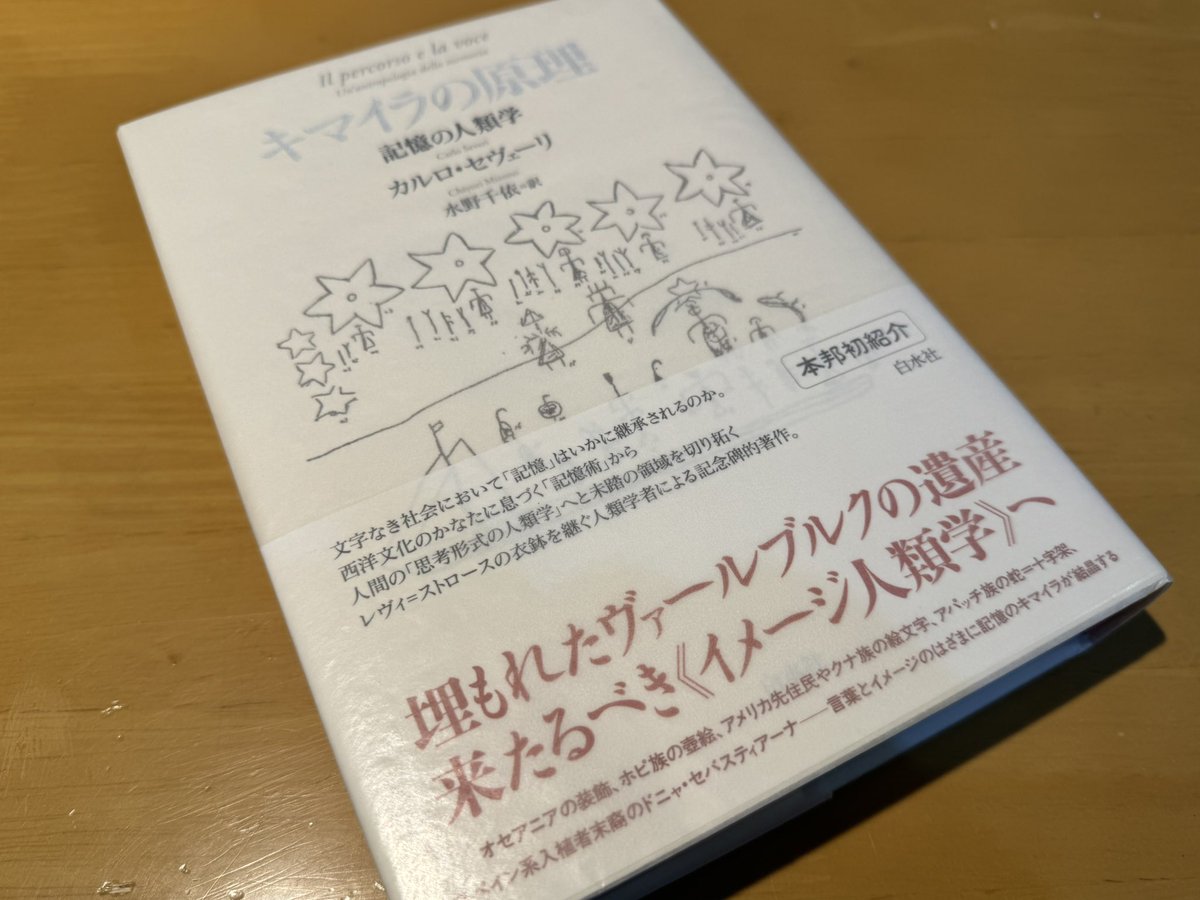 Il percorso e la voce
Un'antropologia della memoria
キマイラの原理
記憶の人類学
Carlo Severi
カルロ・セヴェーリ
Chiyori Mizuno
水野千依=訳
本邦初紹介
白水社
文字なき社会において「記憶」はいかに継承されるのか。
西洋文化のかなたに息づく「記憶術」から
人間の「思考形式の人類学」へと未踏の領域を切り拓く
レヴィ=ストロースの衣鉢を継ぐ人類学者による記念碑的著作。
埋もれたヴァールブルクの遺産
来たるべき《イメージ人類学》へ
オセアニアの装飾、ホピ族の壺絵、アメリカ先住民やクナ族の絵文字、アパッチ族の蛇=十字架、
ペイン系入植者末裔のドニャ・セバスティアーナ――言葉とイメージのはざまに記憶のキマイラが結晶する